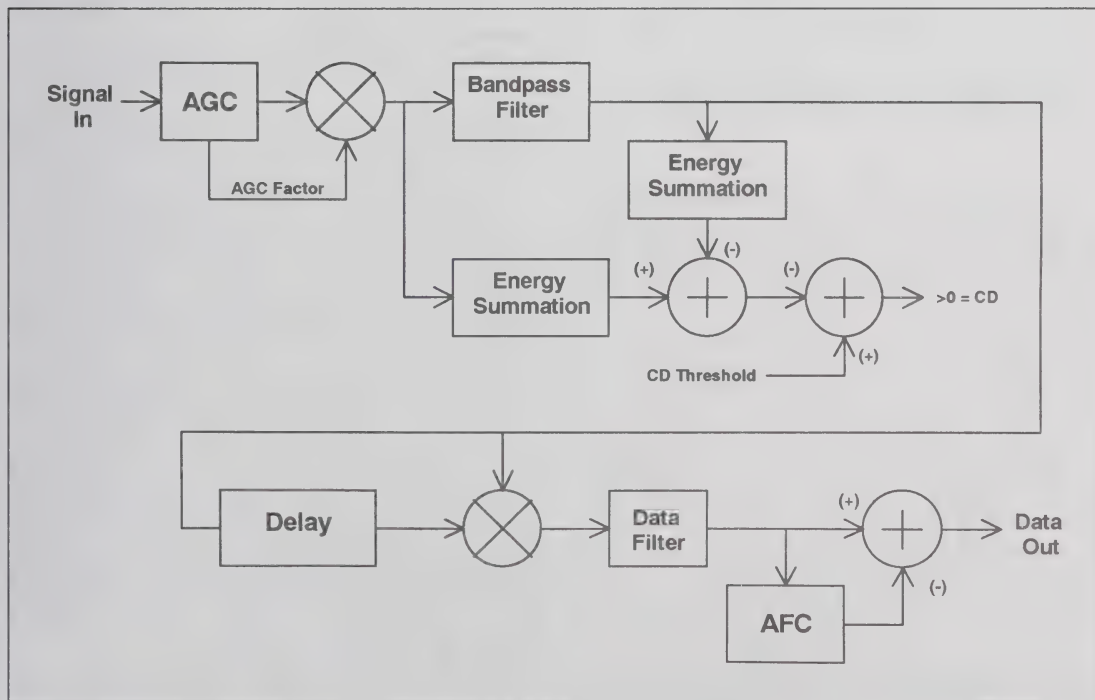 Signal
In
AGC
AGC Factor
Bandpass
Filter
Energy
Summation
Energy
Summation
(+)
(-)
(-)
>0 = CD
(+)
CD Threshold
Delay
Data
Filter
(+)
Data
Out
(-)
AFC